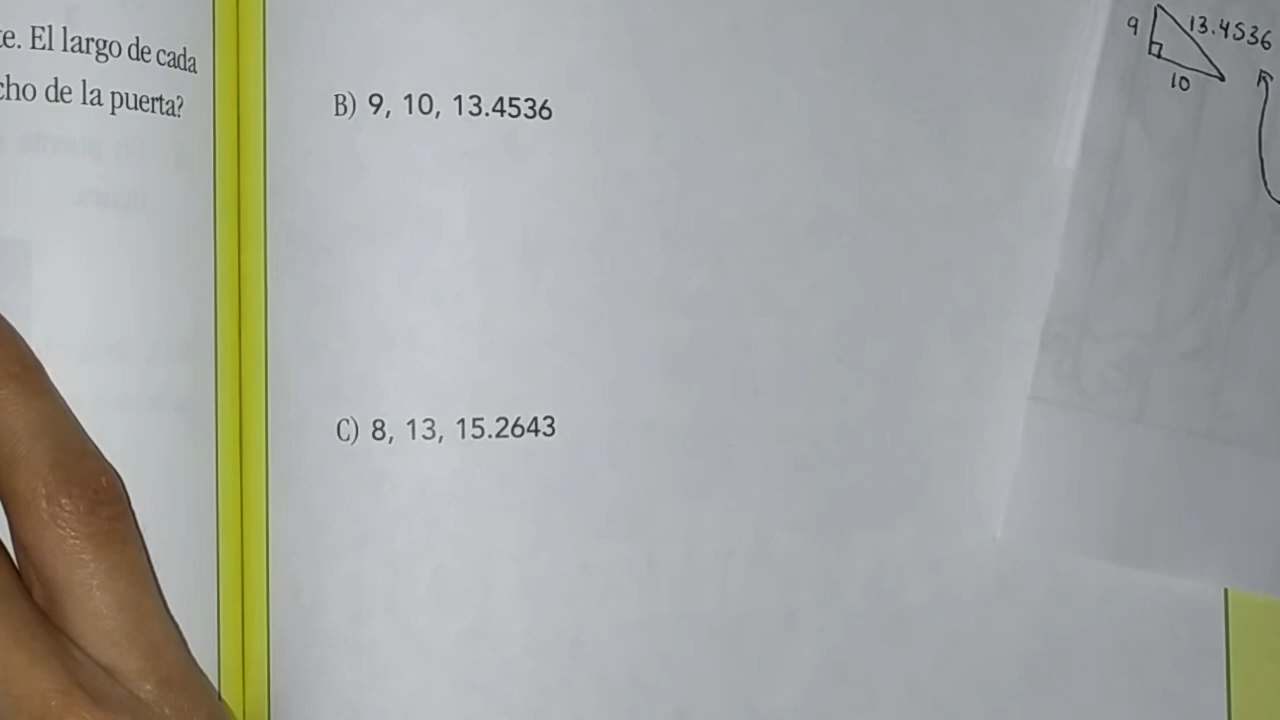 te. El largo de cada
cho de la puerta?
B) 9, 10, 13.4536
C) 8, 13, 15.2643
9
13.4536
10